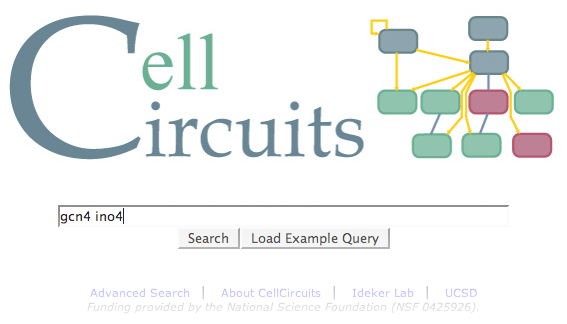 Cell
Circuits
gcn4 ino4
Search Load Example Query
Advanced Search | About CellCircuits | Ideker Lab | UCSD
Funding provided by the National Science Foundation (NSF 0425926).